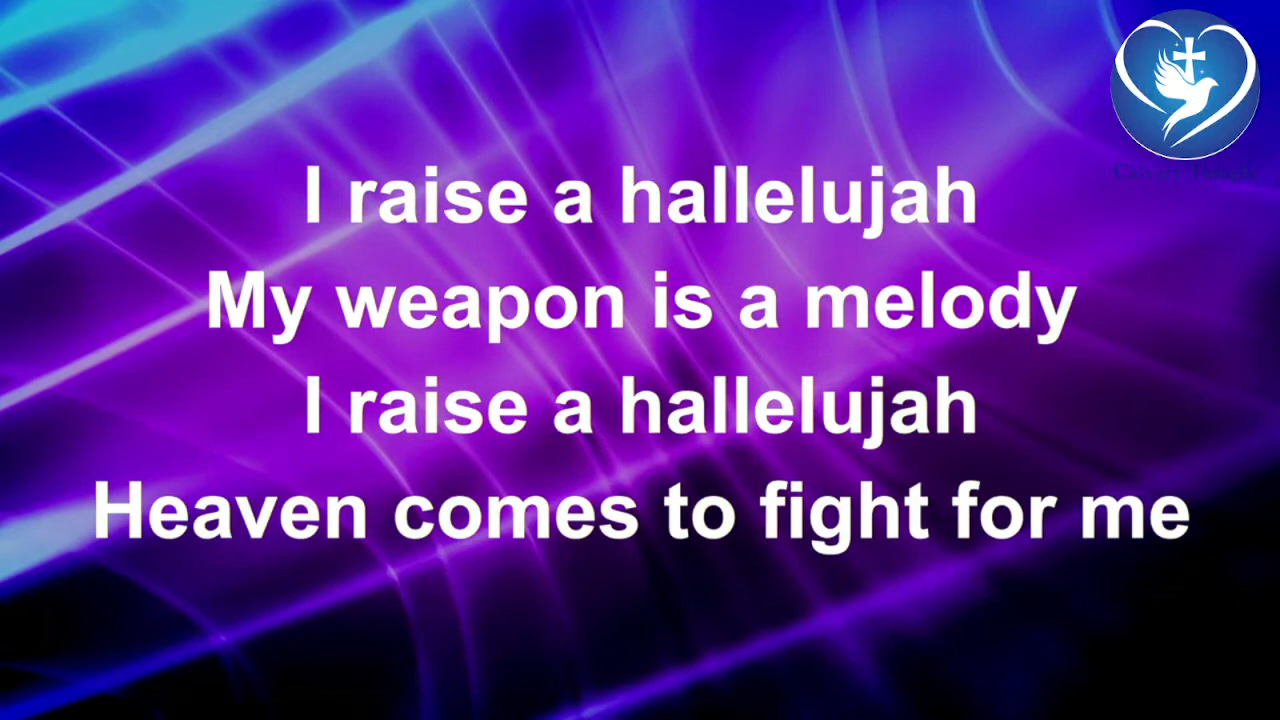 I raise a hallelujah
My weapon is a melody
I raise a hallelujah
Heaven comes to fight for me